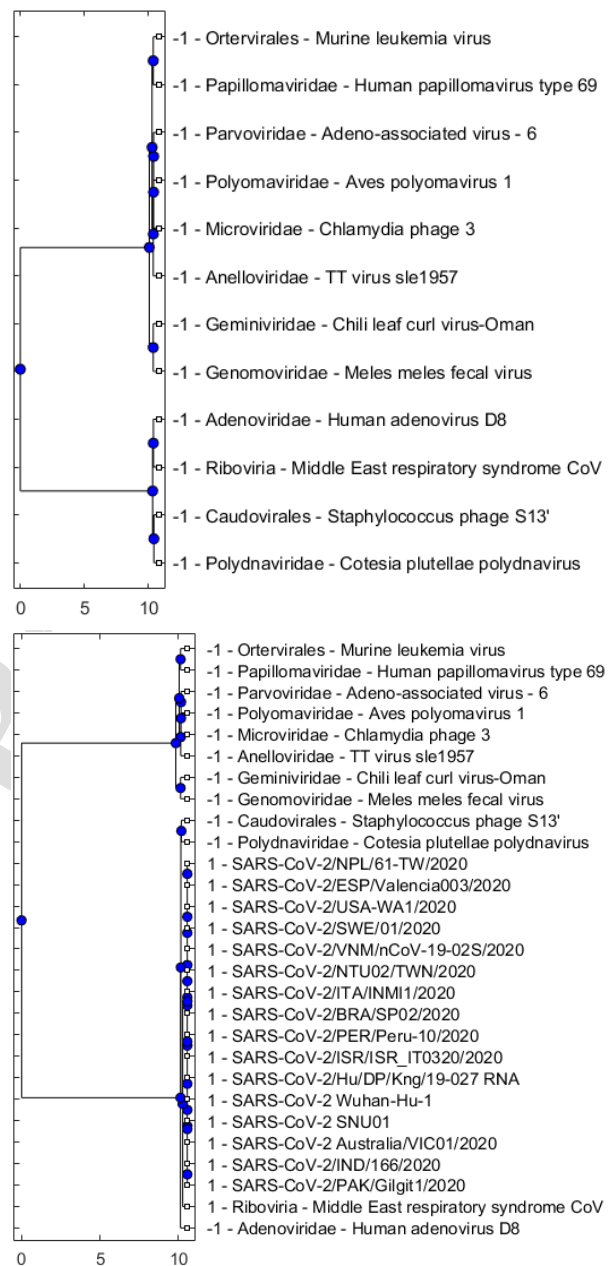 -1 - Ortervirales - Murine leukemia virus
-1 - Papillomaviridae - Human papillomavirus type 69
-1 - Parvoviridae - Adeno-associated virus - 6
-1 - Polyomaviridae - Aves polyomavirus 1
-1 - Microviridae - Chlamydia phage 3
-1 - Anelloviridae - TT virus sle1957
-1 - Geminiviridae - Chili leaf curl virus-Oman
-1 - Genomoviridae - Meles meles fecal virus
-1 - Adenoviridae - Human adenovirus D8
-1 - Riboviria - Middle East respiratory syndrome CoV
-1 - Caudovirales - Staphylococcus phage S13'
-1 - Polydnaviridae - Cotesia plutellae polydnavirus
0 5 10
-1 - Ortervirales - Murine leukemia virus
-1 - Papillomaviridae - Human papillomavirus type 69
-1 - Parvoviridae - Adeno-associated virus - 6
-1 - Polyomaviridae - Aves polyomavirus 1
-1 - Microviridae - Chlamydia phage 3
-1 - Anelloviridae - TT virus sle1957
-1 - Geminiviridae - Chili leaf curl virus-Oman
-1 - Genomoviridae - Meles meles fecal virus
-1 - Caudovirales - Staphylococcus phage S13'
-1 - Polydnaviridae - Cotesia plutellae polydnavirus
1 - SARS-CoV-2/NPL/61-TW/2020
1 - SARS-CoV-2/ESP/Valencia003/2020
1 - SARS-CoV-2/USA-WA1/2020
1 - SARS-CoV-2/SWE/01/2020
1 - SARS-CoV-2/VNM/nCoV-19-02S/2020
1 - SARS-CoV-2/NTU02/TWN/2020
1 - SARS-CoV-2/ITA/INMI1/2020
1 - SARS-CoV-2/BRA/SP02/2020
1 - SARS-CoV-2/PER/Peru-10/2020
1 - SARS-CoV-2/ISR/ISR_IT0320/2020
1 - SARS-CoV-2/Hu/DP/Kng/19-027 RNA
1 - SARS-CoV-2 Wuhan-Hu-1
1 - SARS-CoV-2 SNU01
1 - SARS-CoV-2 Australia/VIC01/2020
1 - SARS-CoV-2/IND/166/2020
1 - SARS-CoV-2/PAK/Gilgit1/2020
1 - Riboviria - Middle East respiratory syndrome CoV
-1 - Adenoviridae - Human adenovirus D8
0 5 10